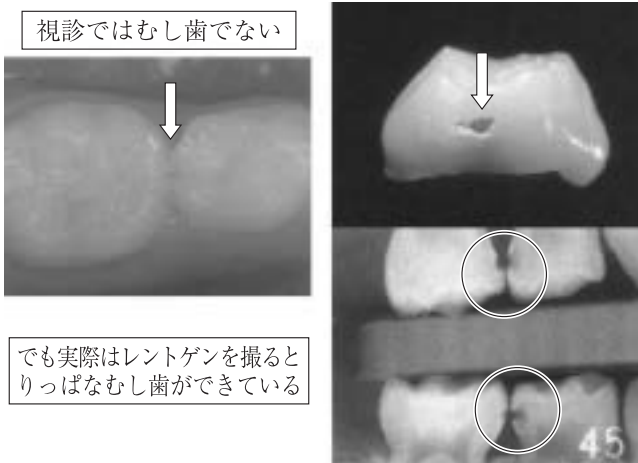 視診ではむし歯でない
でも実際はレントゲンを撮ると
りっぱなむし歯ができている
45